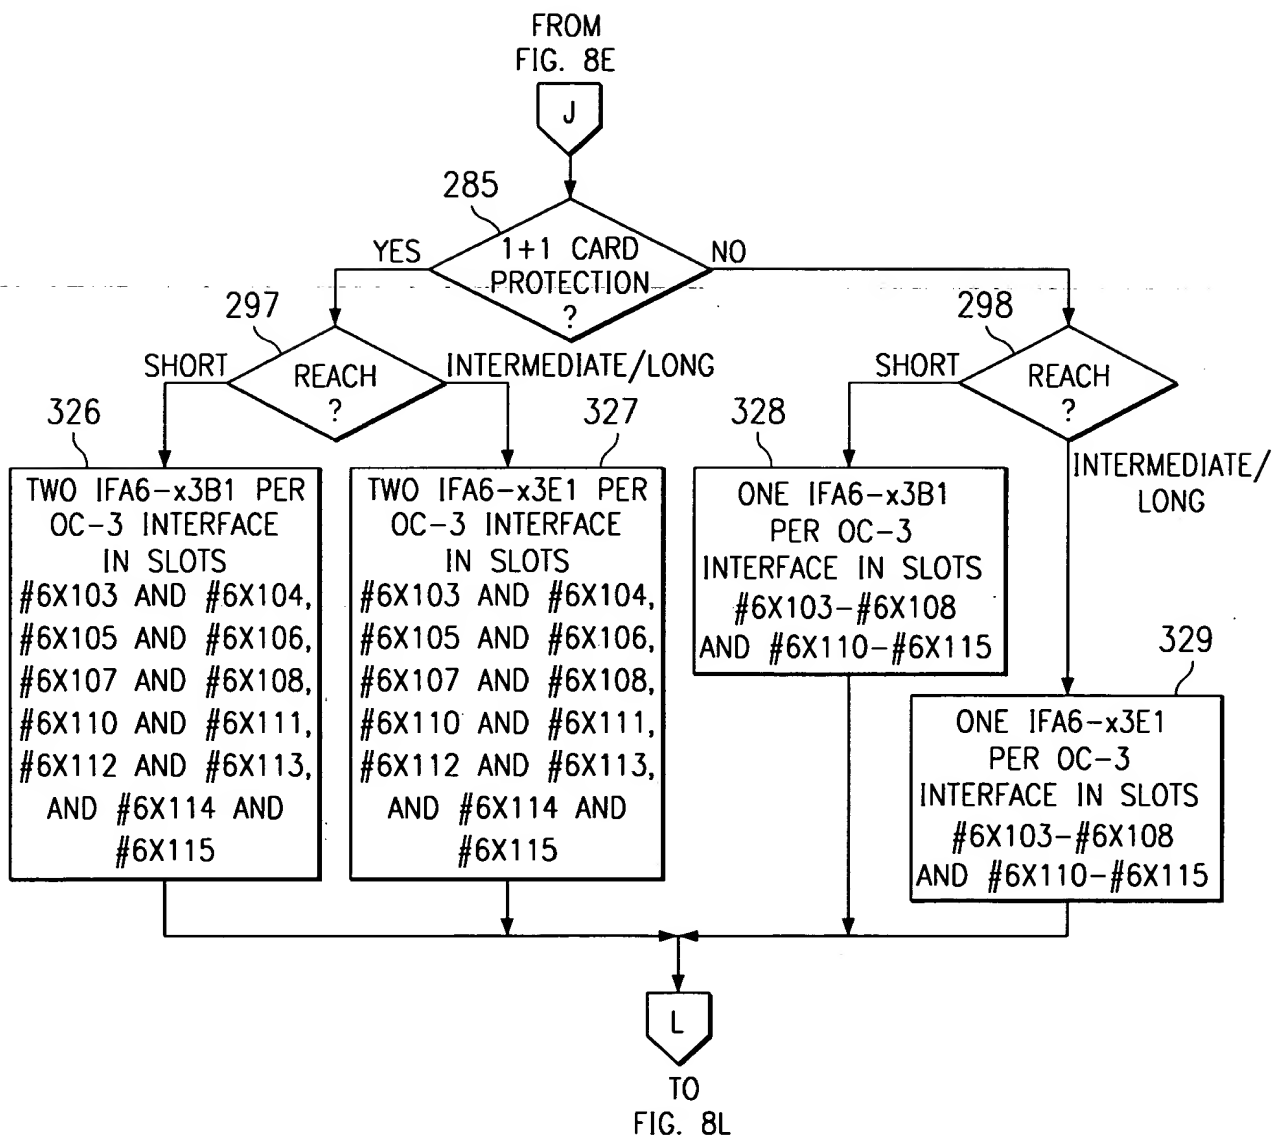 FROM
FIG. 8E
J
285
YES
1+1 CARD
PROTECTION
?
NO
297
SHORT
REACH
?
INTERMEDIATE/LONG
298
SHORT
REACH
?
INTERMEDIATE/
LONG
326
TWO IFA6-x3B1 PER
OC-3 INTERFACE
IN SLOTS
#6X103 AND #6X104,
#6X105 AND #6X106,
#6X107 AND #6X108,
#6X110 AND #6X111,
#6X112 AND #6X113,
AND #6X114 AND
#6X115
327
TWO IFA6-x3E1 PER
OC-3 INTERFACE
IN SLOTS
#6X103 AND #6X104,
#6X105 AND #6X106,
#6X107 AND #6X108,
#6X110 AND #6X111,
#6X112 AND #6X113,
AND #6X114 AND
#6X115
328
ONE IFA6-x3B1
PER OC-3
INTERFACE IN SLOTS
#6X103-#6X108
AND #6X110-#6X115
329
ONE IFA6-x3E1
PER OC-3
INTERFACE IN SLOTS
#6X103-#6X108
AND #6X110-#6X115
L
TO
FIG. 8L